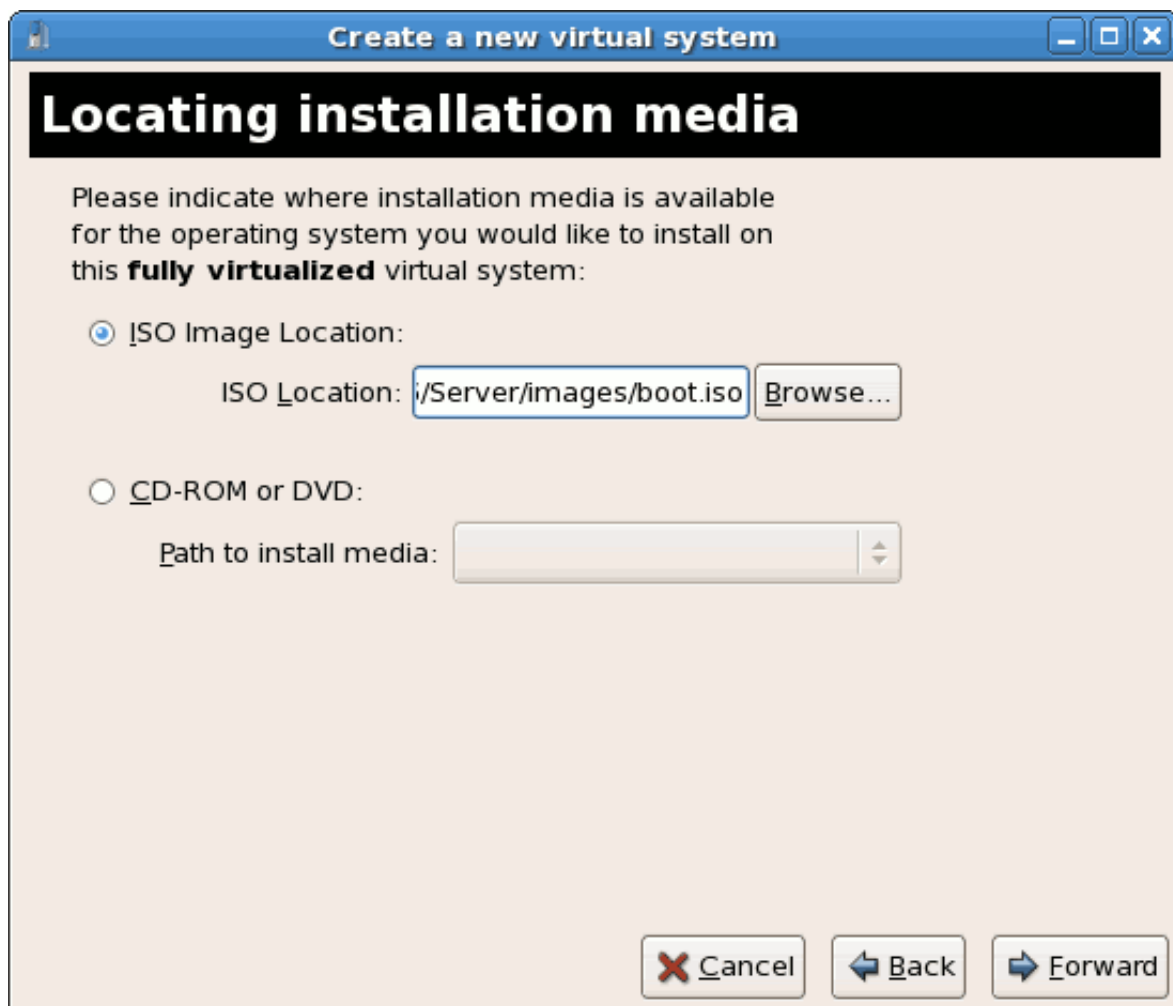 Create a new virtual system
Locating installation media
Please indicate where installation media is available
for the operating system you would like to install on
this fully virtualized virtual system:
ISO Image Location:
ISO Location: /Server/images/boot.iso Browse...
CD-ROM or DVD:
Path to install media:
Cancel Back Forward